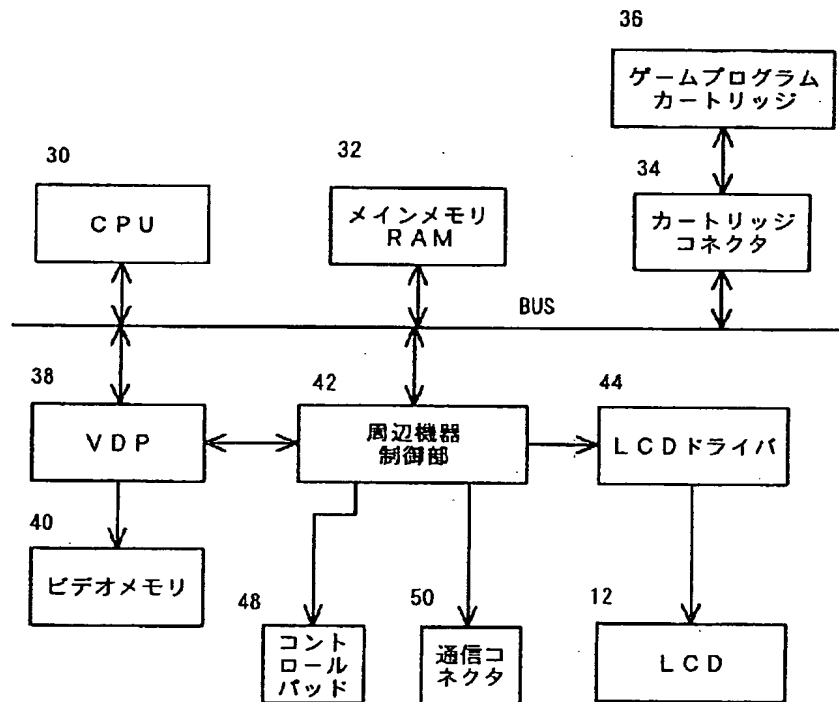 36
ゲームプログラム
カートリッジ
30
32
34
CPU
メインメモリ
RAM
カートリッジ
コネクタ
BUS
38
42
44
VDP
周辺機器
制御部
LCDドライバ
40
ビデオメモリ
48
50
12
コント
ロール
パッド
通信コ
ネクタ
LCD